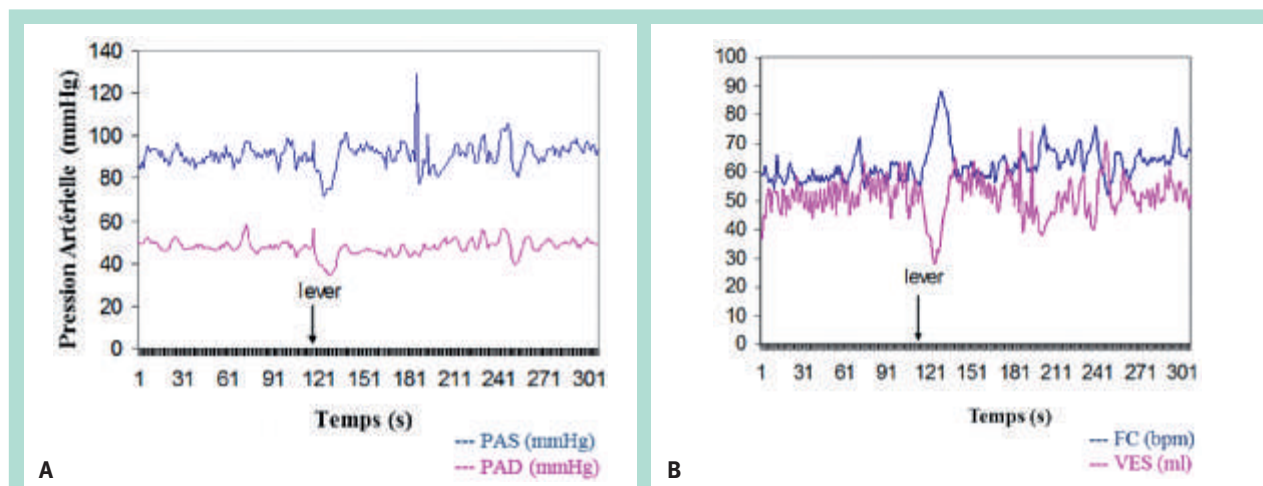 Pression Artérielle (mmHg)
140
120
100
80
60
40
20
0
lever
1 31 61 91 121 151 181 211 241 271 301
Temps (s)
--- PAS (mmHg)
--- PAD (mmHg)
A
100
90
80
70
60
50
40
30
20
10
0
lever
1 31 61 91 121 151 181 211 241 271 301
Temps (s)
--- FC (bpm)
--- VES (ml)
B